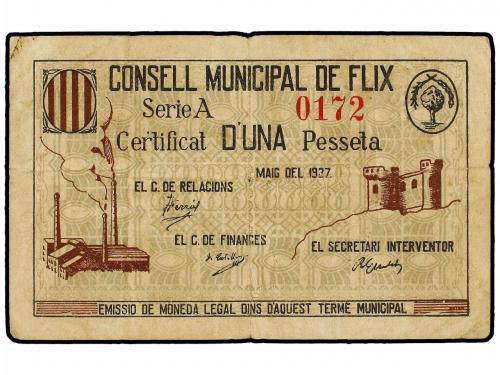 CONSELL MUNICIPAL DE FLIX
Serie A 0172
Certificat D'UNA Pesseta
MAIG DEL 1937.
EL C. DE RELACIONS
EL C. DE FINANCES
EL SECRETARI INTERVENTOR
EMISSIO DE MONEDA LEGAL DINS D'AQUEST TERME MUNICIPAL